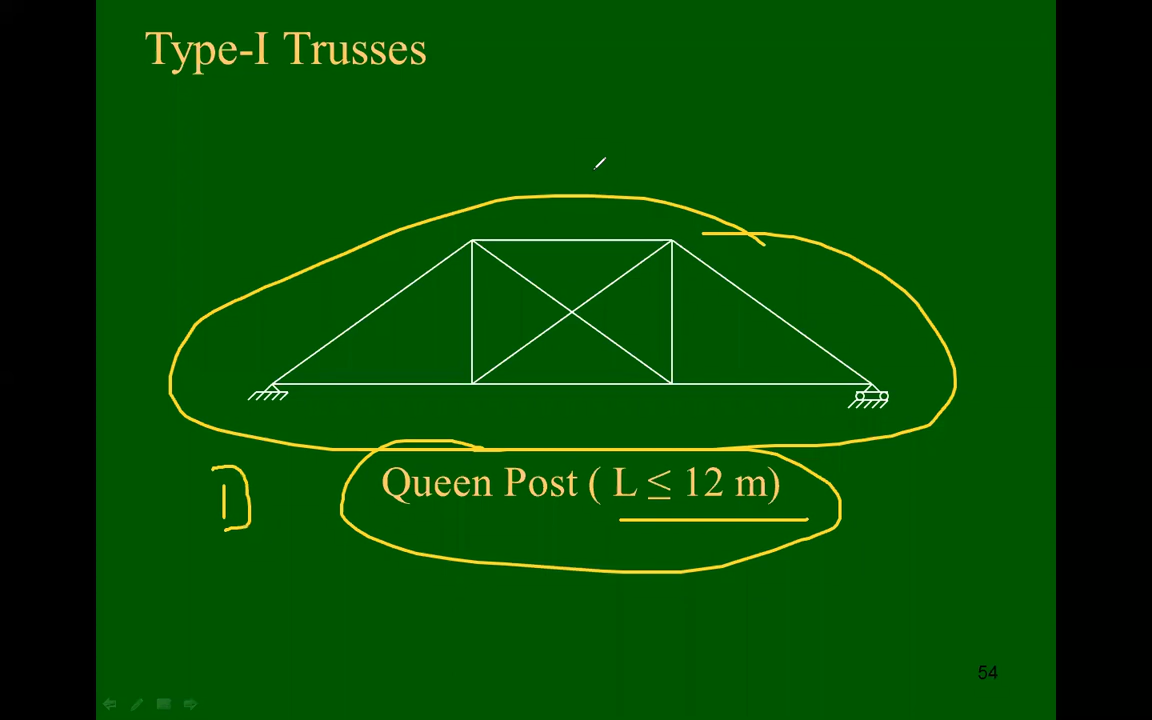 Type-I Trusses
Queen Post ( L ≤ 12 m)
D
54